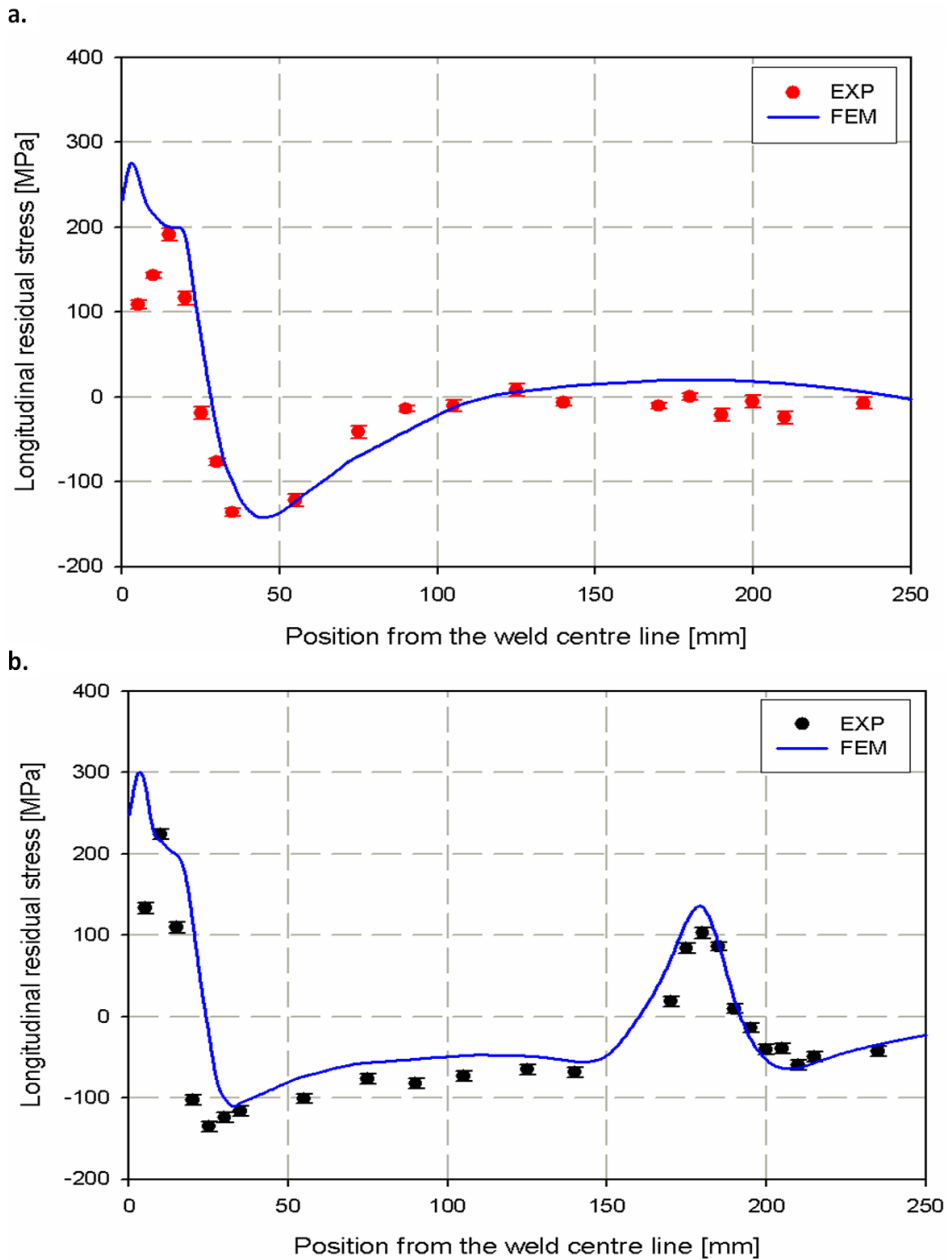 a.
400
300
200
100
0
-100
-200
Longitudinal residual stress [MPa]
EXP
FEM
0
50
100
150
200
250
Position from the weld centre line [mm]
b.
400
300
200
100
0
-100
-200
Longitudinal residual stress [MPa]
EXP
FEM
0
50
100
150
200
250
Position from the weld centre line [mm]